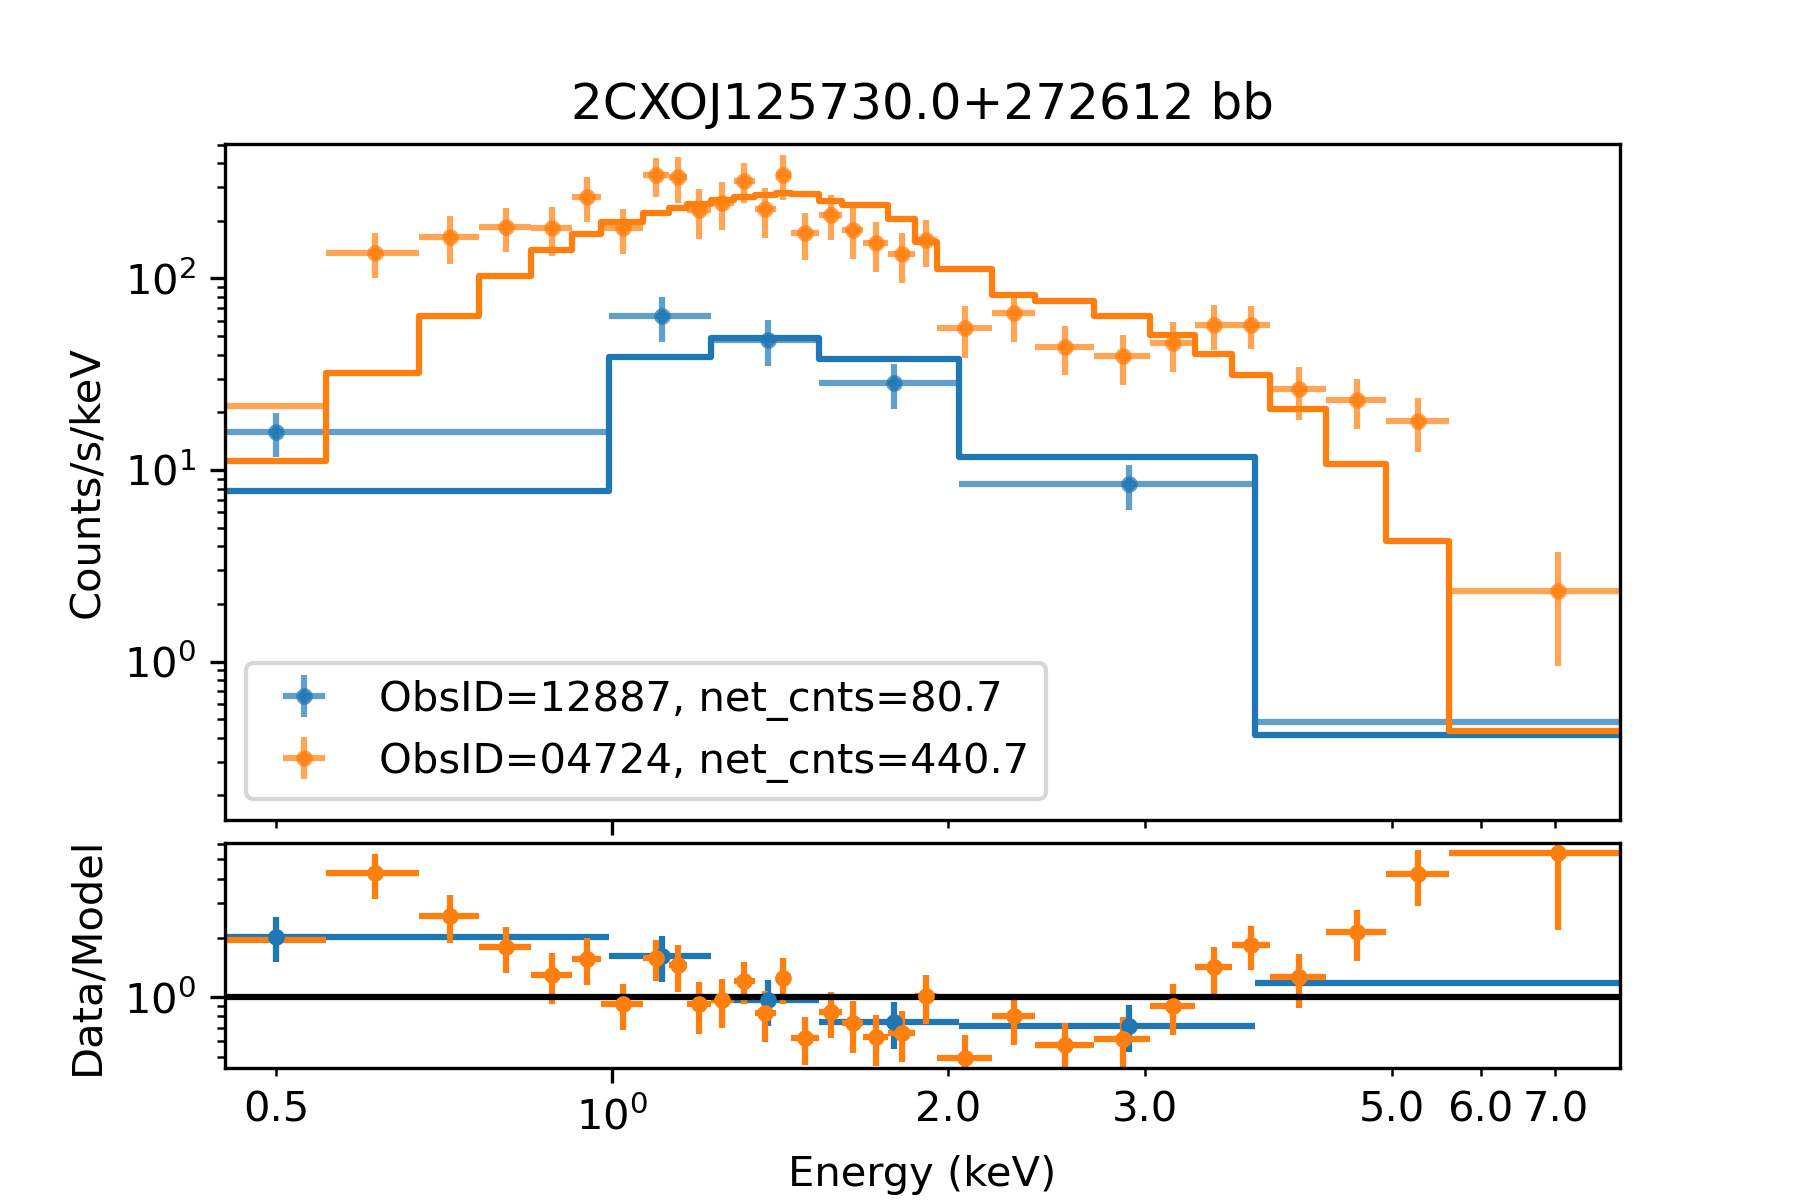 2CXOJ125730.0+272612 bb
Counts/s/keV
10²
10¹
10⁰
ObsID=12887, net_cnts=80.7
ObsID=04724, net_cnts=440.7
Data/Model
10⁰
0.5 10⁰ 2.0 3.0 5.0 6.0 7.0
Energy (keV)